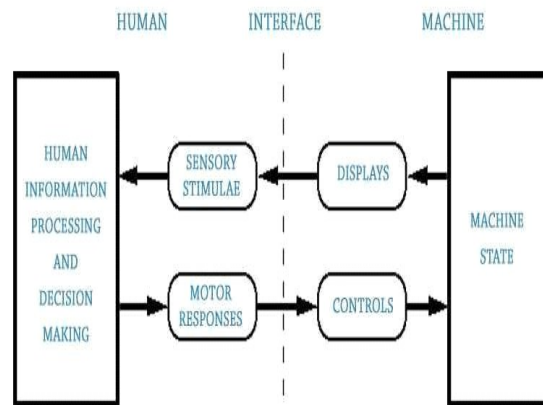 HUMAN
INTERFACE
MACHINE
HUMAN
INFORMATION
PROCESSING
AND
DECISION
MAKING
SENSORY
STIMULAE
DISPLAYS
MOTOR
RESPONSES
CONTROLS
MACHINE
STATE